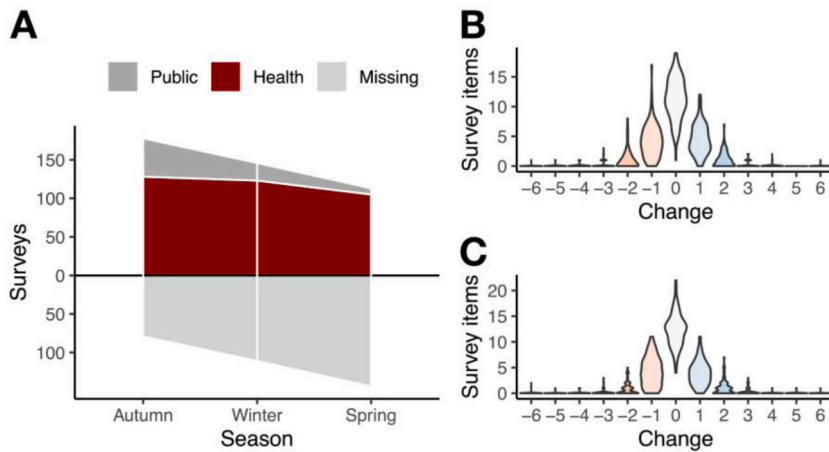 A
Public Health Missing
150
100
50
0
50
100
Surveys
Autumn Winter Spring
Season
B
Survey items
15
10
5
0
−6 −5 −4 −3 −2 −1 0 1 2 3 4 5 6
Change
C
Survey items
20
15
10
5
0
−6 −5 −4 −3 −2 −1 0 1 2 3 4 5 6
Change